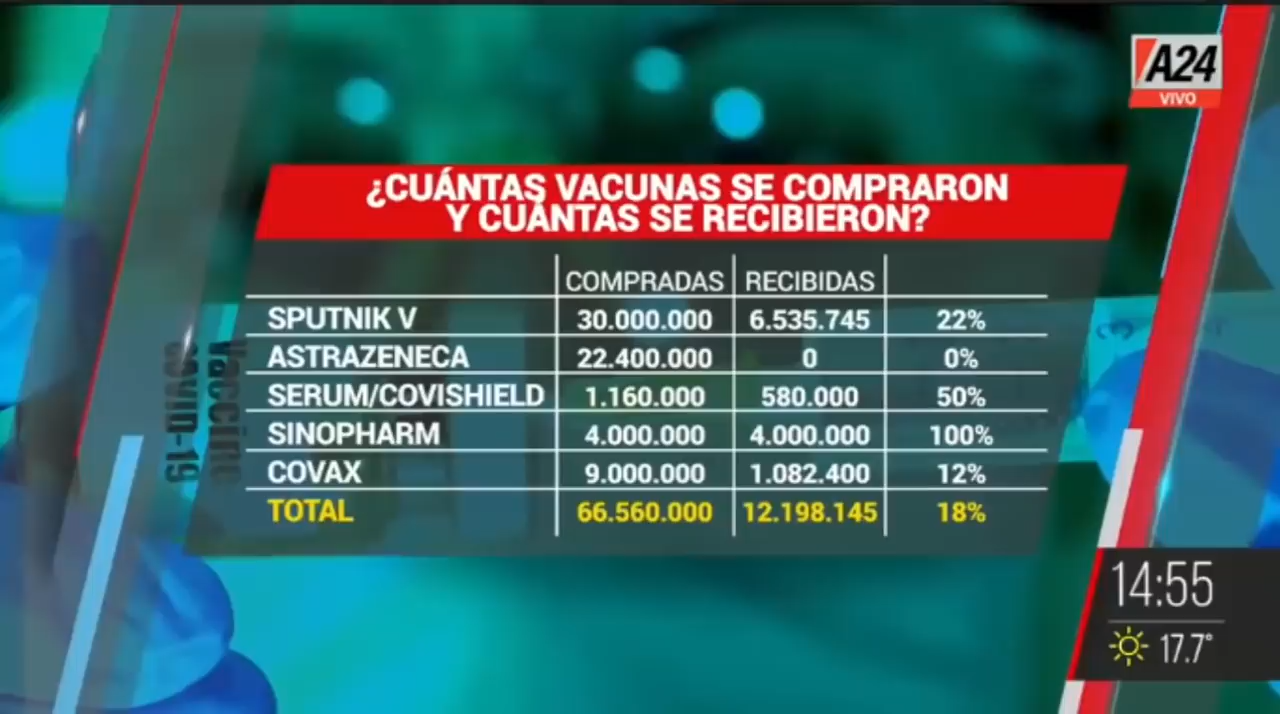 A24
VIVO
¿CUÁNTAS VACUNAS SE COMPRARON
Y CUÁNTAS SE RECIBIERON?
COMPRADAS RECIBIDAS
SPUTNIK V 30.000.000 6.535.745 22%
ASTRAZENECA 22.400.000 0 0%
SERUM/COVISHIELD 1.160.000 580.000 50%
SINOPHARM 4.000.000 4.000.000 100%
COVAX 9.000.000 1.082.400 12%
TOTAL 66.560.000 12.198.145 18%
Vaccine
covin-19
14:55
17.7°